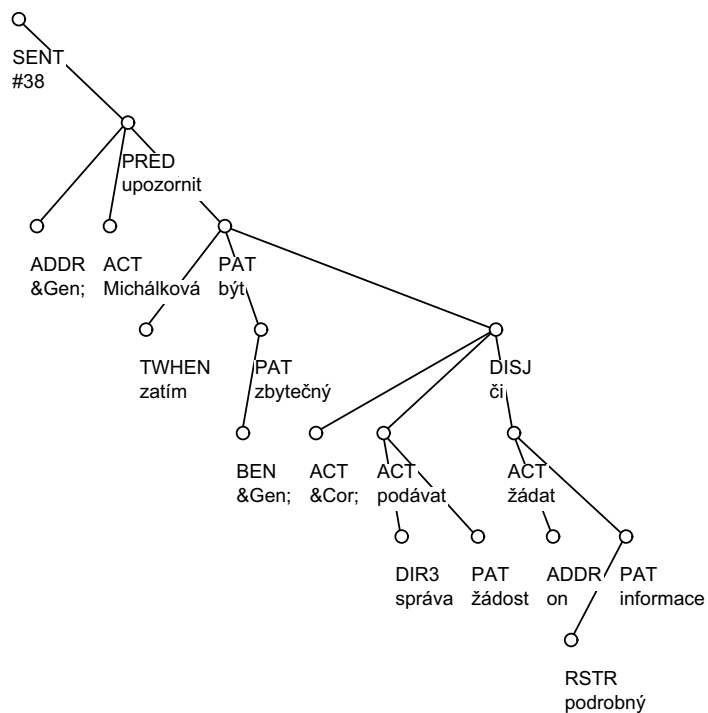 SENT
#38
PRED
upozornit
ADDR
&Gen;
ACT
Michálková
PAT
být
TWHEN
zatím
PAT
zbytečný
DISJ
či
BEN
&Gen;
ACT
&Cor;
ACT
podávat
ACT
žádat
DIR3
správa
PAT
žádost
ADDR
on
PAT
informace
RSTR
podrobný